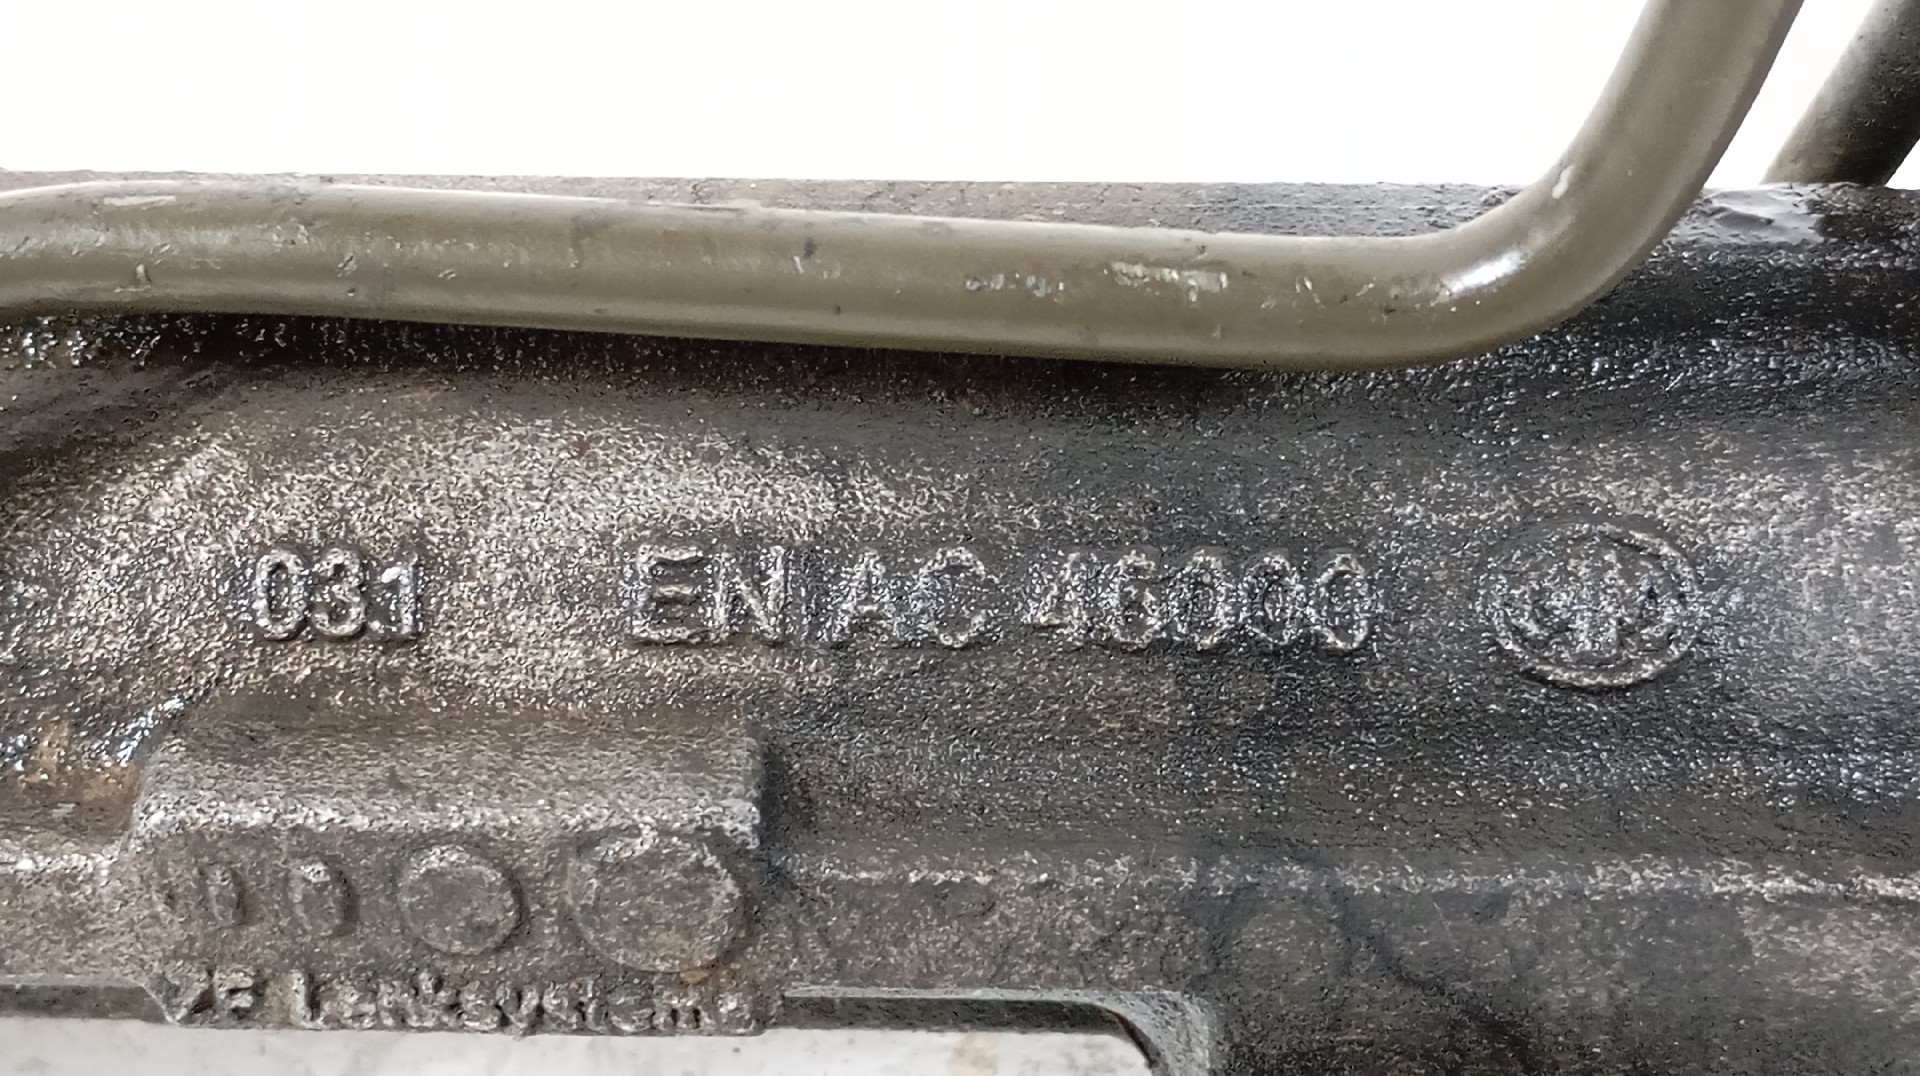 031 EN AC 46000
ZF Lenksysteme